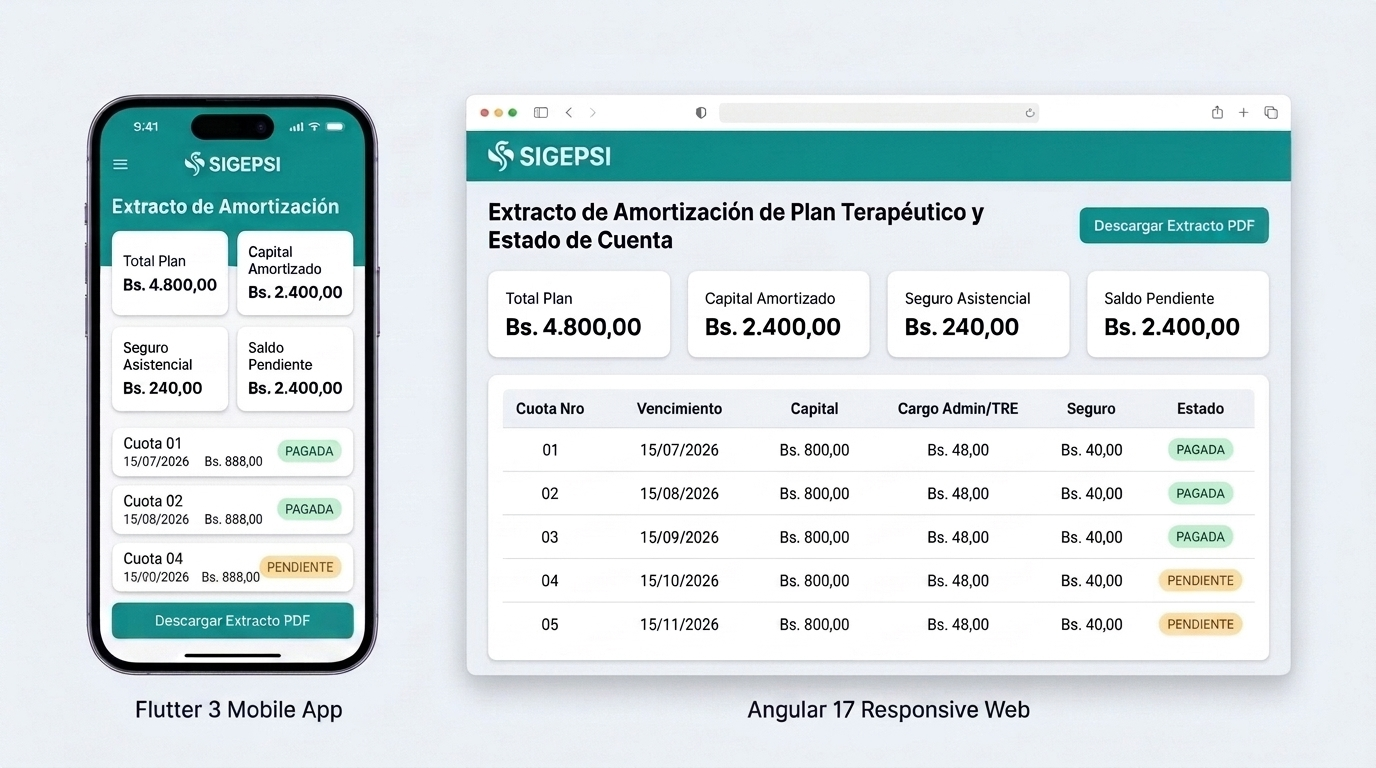 9:41
SIGEPSI
Extracto de Amortización
Total Plan
Bs. 4.800,00
Capital
Amortizado
Bs. 2.400,00
Seguro
Asistencial
Bs. 240,00
Saldo
Pendiente
Bs. 2.400,00
Cuota 01
15/07/2026 Bs. 888,00 PAGADA
Cuota 02
15/08/2026 Bs. 888,00 PAGADA
Cuota 04
Bs. 888,00 PENDIENTE
Descargar Extracto PDF
Flutter 3 Mobile App
SIGEPSI
Extracto de Amortización de Plan Terapéutico y
Estado de Cuenta
Descargar Extracto PDF
Total Plan
Bs. 4.800,00
Capital Amortizado
Bs. 2.400,00
Seguro Asistencial
Bs. 240,00
Saldo Pendiente
Bs. 2.400,00
Cuota Nro Vencimiento Capital Cargo Admin/TRE Seguro Estado
01 15/07/2026 Bs. 800,00 Bs. 48,00 Bs. 40,00 PAGADA
02 15/08/2026 Bs. 800,00 Bs. 48,00 Bs. 40,00 PAGADA
03 15/09/2026 Bs. 800,00 Bs. 48,00 Bs. 40,00 PAGADA
04 15/10/2026 Bs. 800,00 Bs. 48,00 Bs. 40,00 PENDIENTE
05 15/11/2026 Bs. 800,00 Bs. 48,00 Bs. 40,00 PENDIENTE
Angular 17 Responsive Web